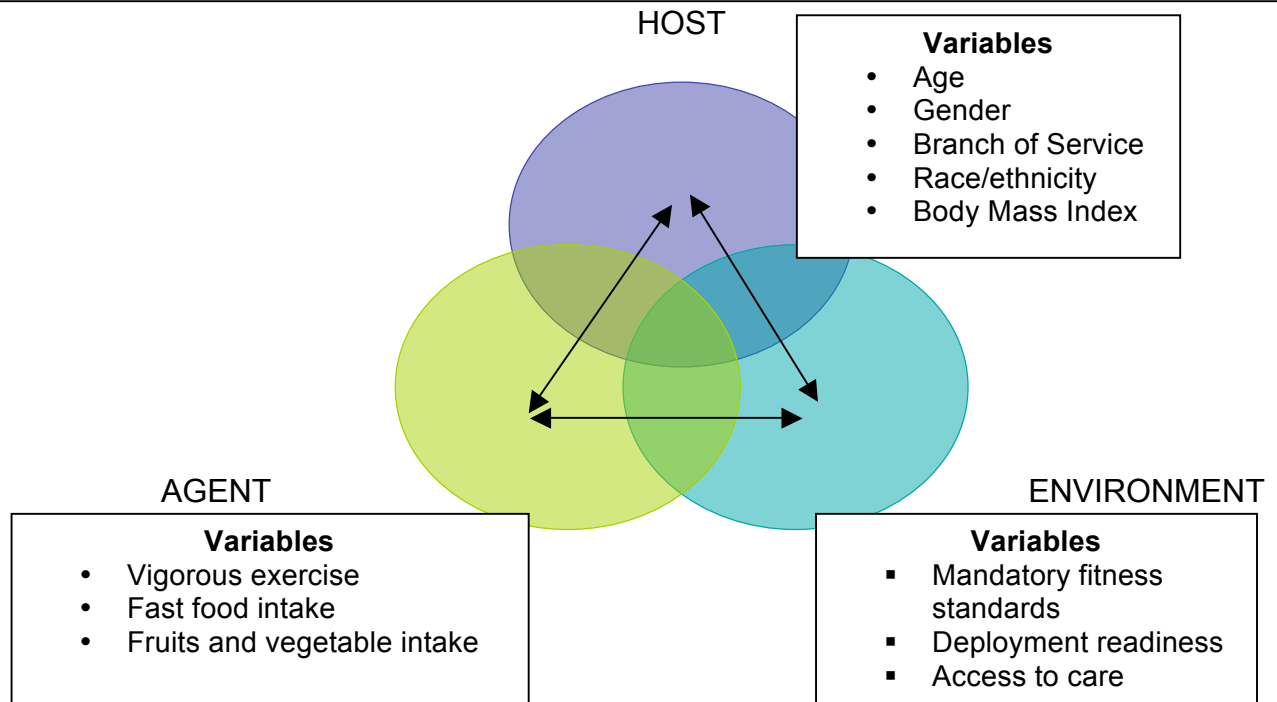 HOST
Variables
• Age
• Gender
• Branch of Service
• Race/ethnicity
• Body Mass Index
AGENT
Variables
• Vigorous exercise
• Fast food intake
• Fruits and vegetable intake
ENVIRONMENT
Variables
▪ Mandatory fitness
standards
▪ Deployment readiness
▪ Access to care